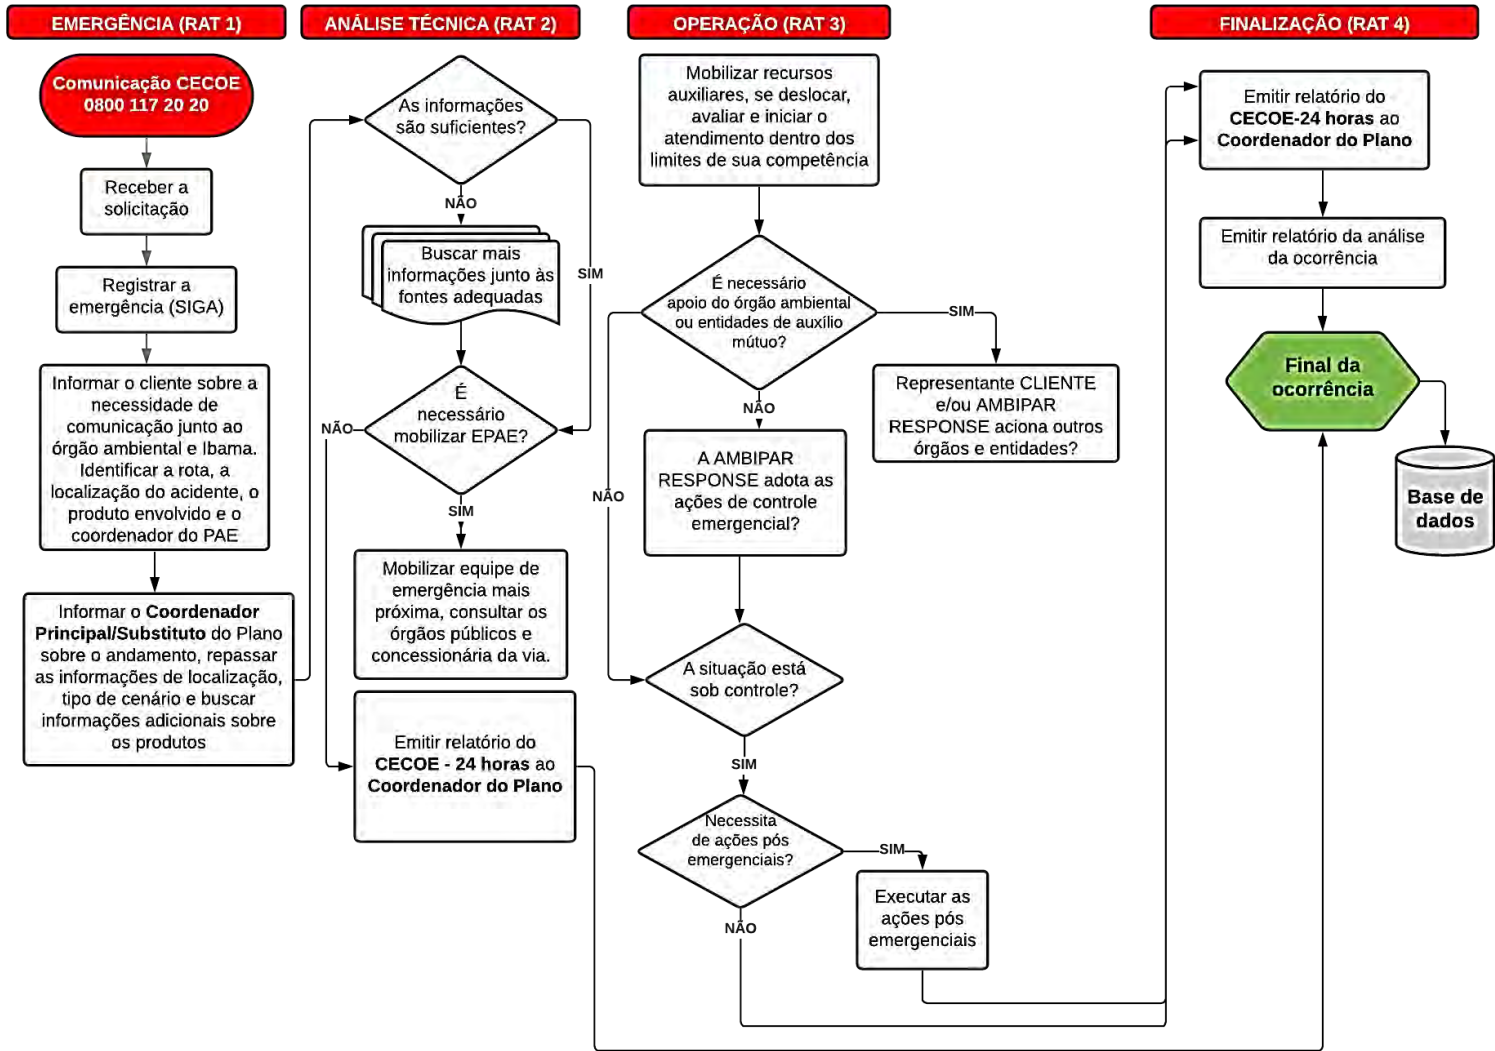 EMERGÊNCIA (RAT 1)
Comunicação CECOE
0800 117 20 20
Receber a
solicitação
Registrar a
emergência (SIGA)
Informar o cliente sobre a
necessidade de
comunicação junto ao
órgão ambiental e Ibama.
Identificar a rota, a
localização do acidente, o
produto envolvido e o
coordenador do PAE
Informar o Coordenador
Principal/Substituto do Plano
sobre o andamento, repassar
as informações de localização,
tipo de cenário e buscar
informações adicionais sobre
os produtos
ANÁLISE TÉCNICA (RAT 2)
As informações
são suficientes?
NÃO
SIM
Buscar mais
informações junto às
fontes adequadas
É
necessário
mobilizar EPAE?
NÃO
SIM
Mobilizar equipe de
emergência mais
próxima, consultar os
órgãos públicos e
concessionária da via.
Emitir relatório do
CECOE - 24 horas ao
Coordenador do Plano
OPERAÇÃO (RAT 3)
Mobilizar recursos
auxiliares, se deslocar,
avaliar e iniciar o
atendimento dentro dos
limites de sua competência
É necessário
apoio do órgão ambiental
ou entidades de auxílio
mútuo?
SIM
NÃO
NÃO
Representante CLIENTE
e/ou AMBIPAR
RESPONSE aciona outros
órgãos e entidades?
A AMBIPAR
RESPONSE adota as
ações de controle
emergencial?
A situação está
sob controle?
SIM
Necessita
de ações pós
emergenciais?
SIM
NÃO
Executar as
ações pós
emergenciais
FINALIZAÇÃO (RAT 4)
Emitir relatório do
CECOE-24 horas ao
Coordenador do Plano
Emitir relatório da análise
da ocorrência
Final da
ocorrência
Base de
dados